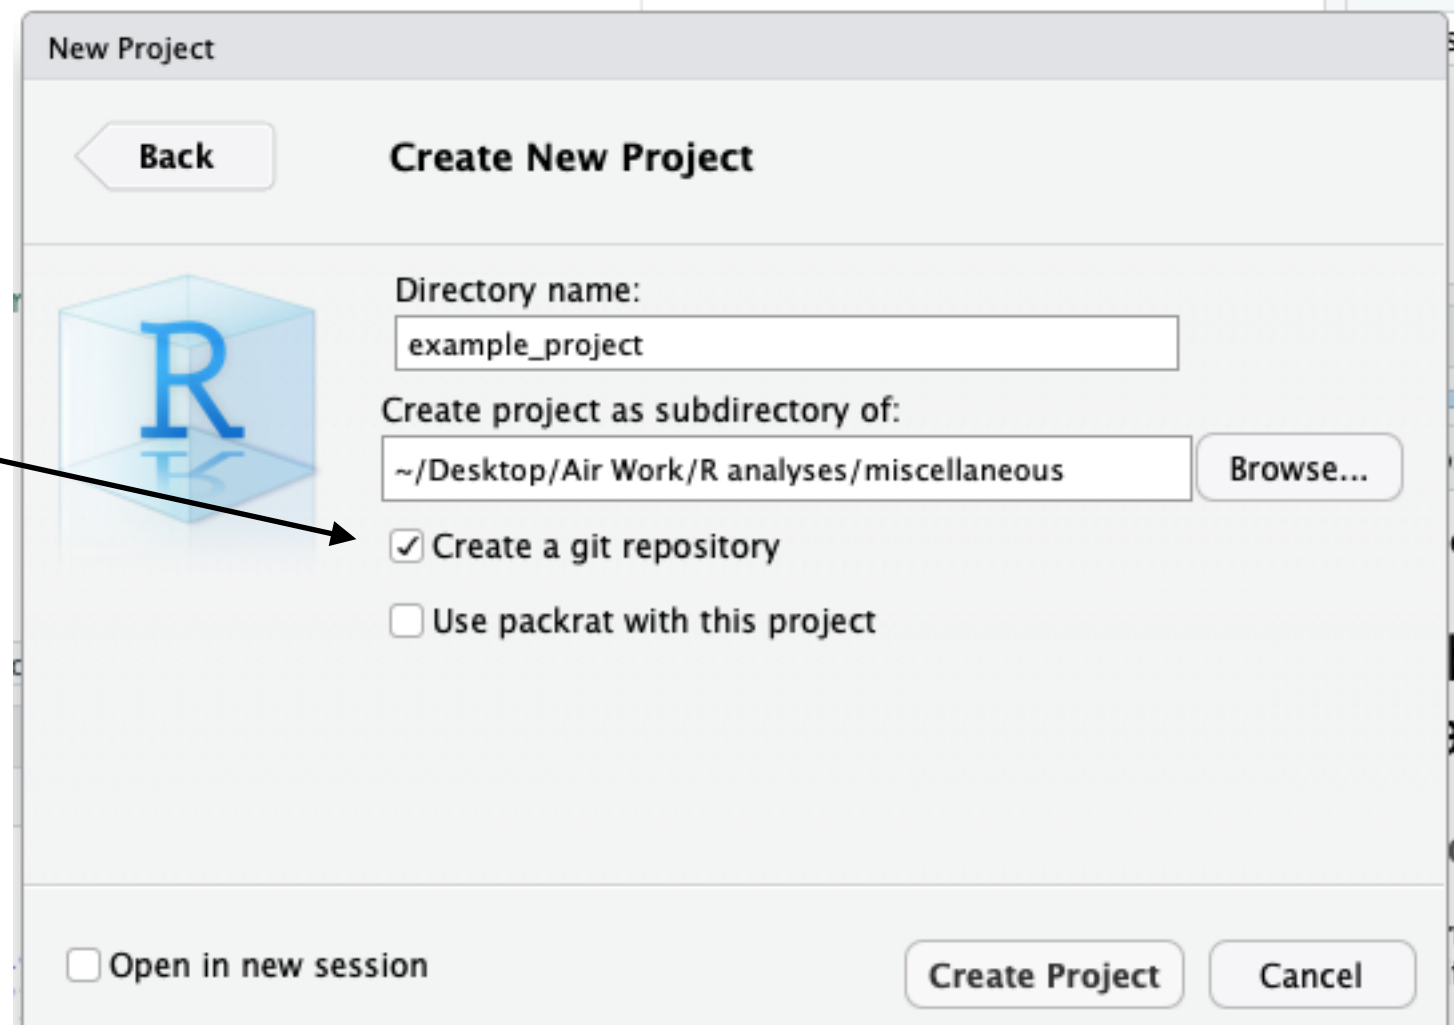 New Project
Back
Create New Project
R
Directory name:
example_project
Create project as subdirectory of:
~/Desktop/Air Work/R analyses/miscellaneous
Browse...
Create a git repository
Use packrat with this project
Open in new session
Create Project
Cancel